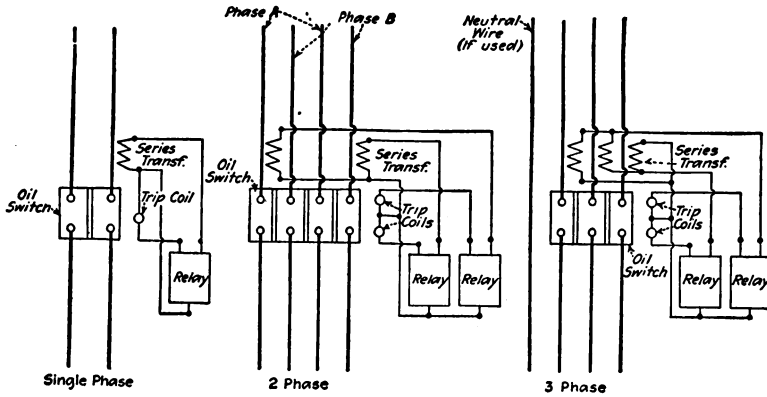 Phase A
Phase B
Neutral
Wire
(If used)
Series
Transf.
Oil
Switch
Trip Coil
Relay
Single Phase
Oil
Switch
Series
Transf.
Trip
Coils
Relay
Relay
2 Phase
Series
Transf.
Trip
Coils
Oil
Switch
Relay
Relay
3 Phase